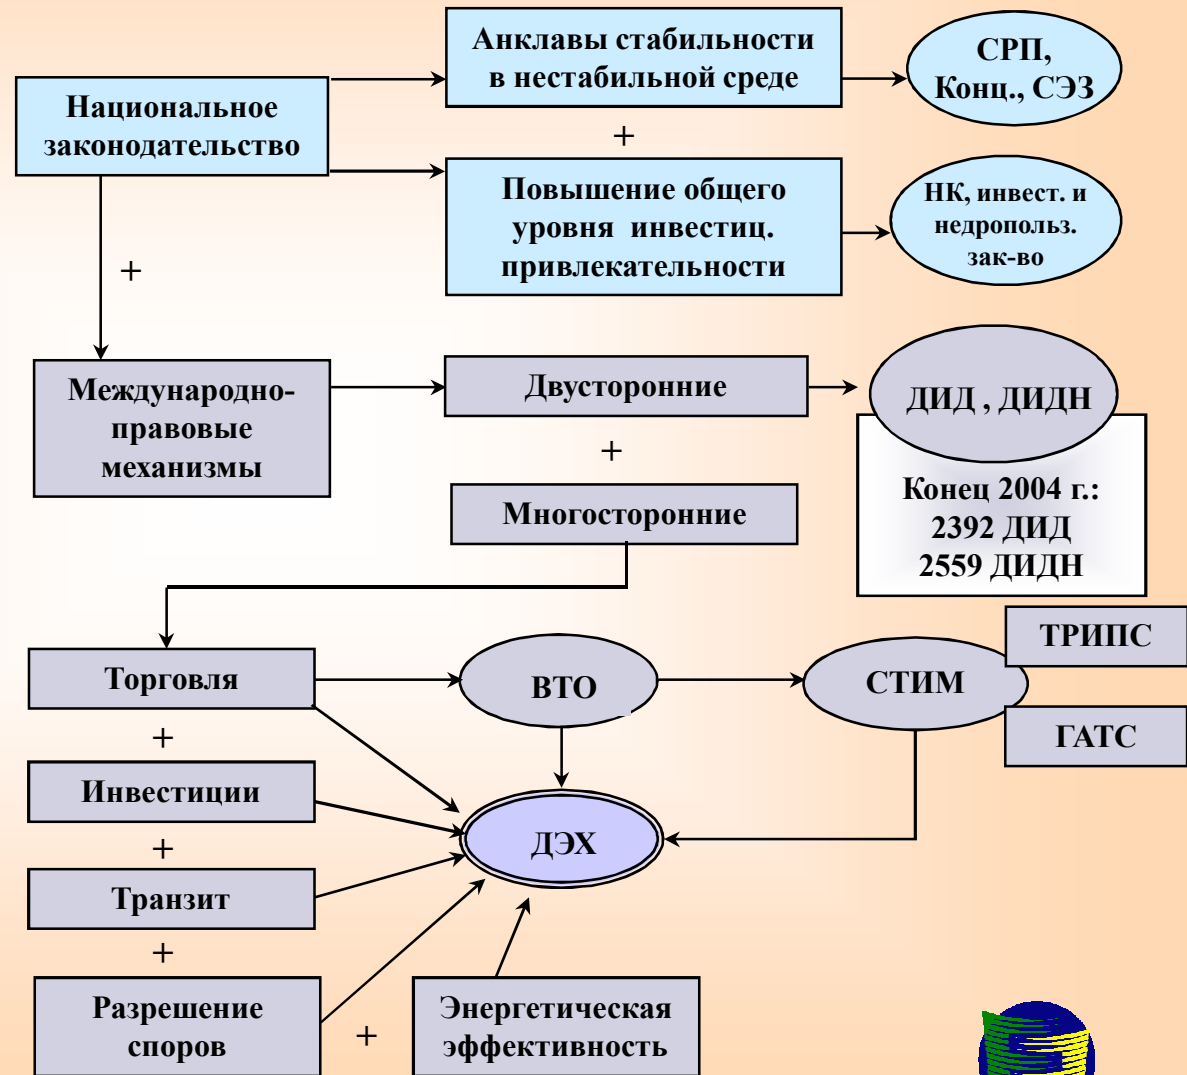 Анклавы стабильности
в нестабильной среде
СРП,
Конц., СЭЗ
Национальное
законодательство
+
Повышение общего
уровня инвестиц.
привлекательности
НК, инвест. и
недропольз.
зак-во
+
Международно-
правовые
механизмы
Двусторонние
ДИД , ДИДН
+
Конец 2004 г.:
2392 ДИД
2559 ДИДН
Многосторонние
Торговля
ВТО
СТИМ
ТРИПС
ГАТС
+
Инвестиции
ДЭХ
+
Транзит
+
Разрешение
споров
+
Энергетическая
эффективность